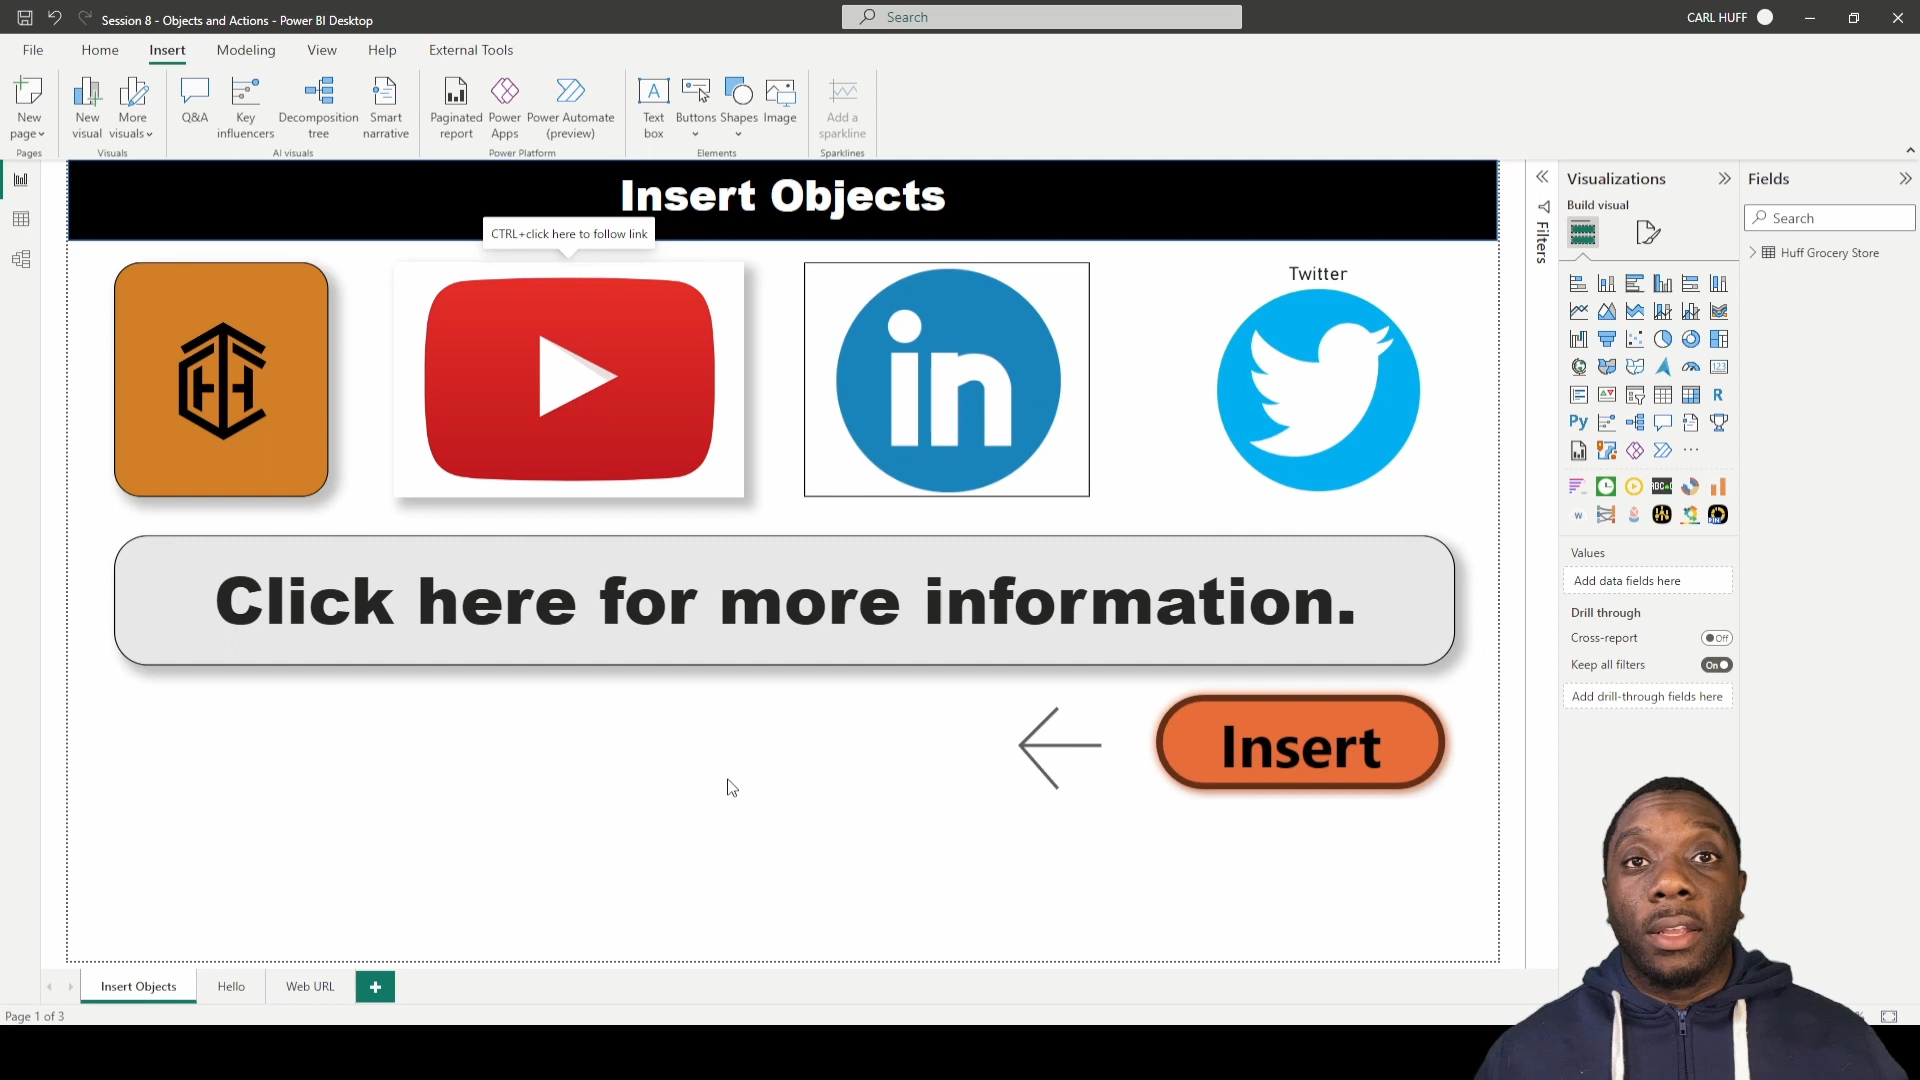 Session 8 - Objects and Actions - Power BI Desktop
Search
CARL HUFF
File Home Insert Modeling View Help External Tools
New page
New visual
More visuals
Q&A
Key influencers
Decomposition tree
Smart narrative
Paginated report
Power Apps
Power Automate (preview)
Text box
Buttons
Shapes
Image
Add a sparkline
Pages
Visuals
AI visuals
Power Platform
Elements
Sparklines
Insert Objects
CTRL+click here to follow link
in
Twitter
Click here for more information.
Insert
Filters
Visualizations
Build visual
123
R
Py
ABC
W
PIN
Values
Add data fields here
Drill through
Cross-report
Off
Keep all filters
On
Add drill-through fields here
Fields
Search
Huff Grocery Store
Insert Objects
Hello
Web URL
Page 1 of 3